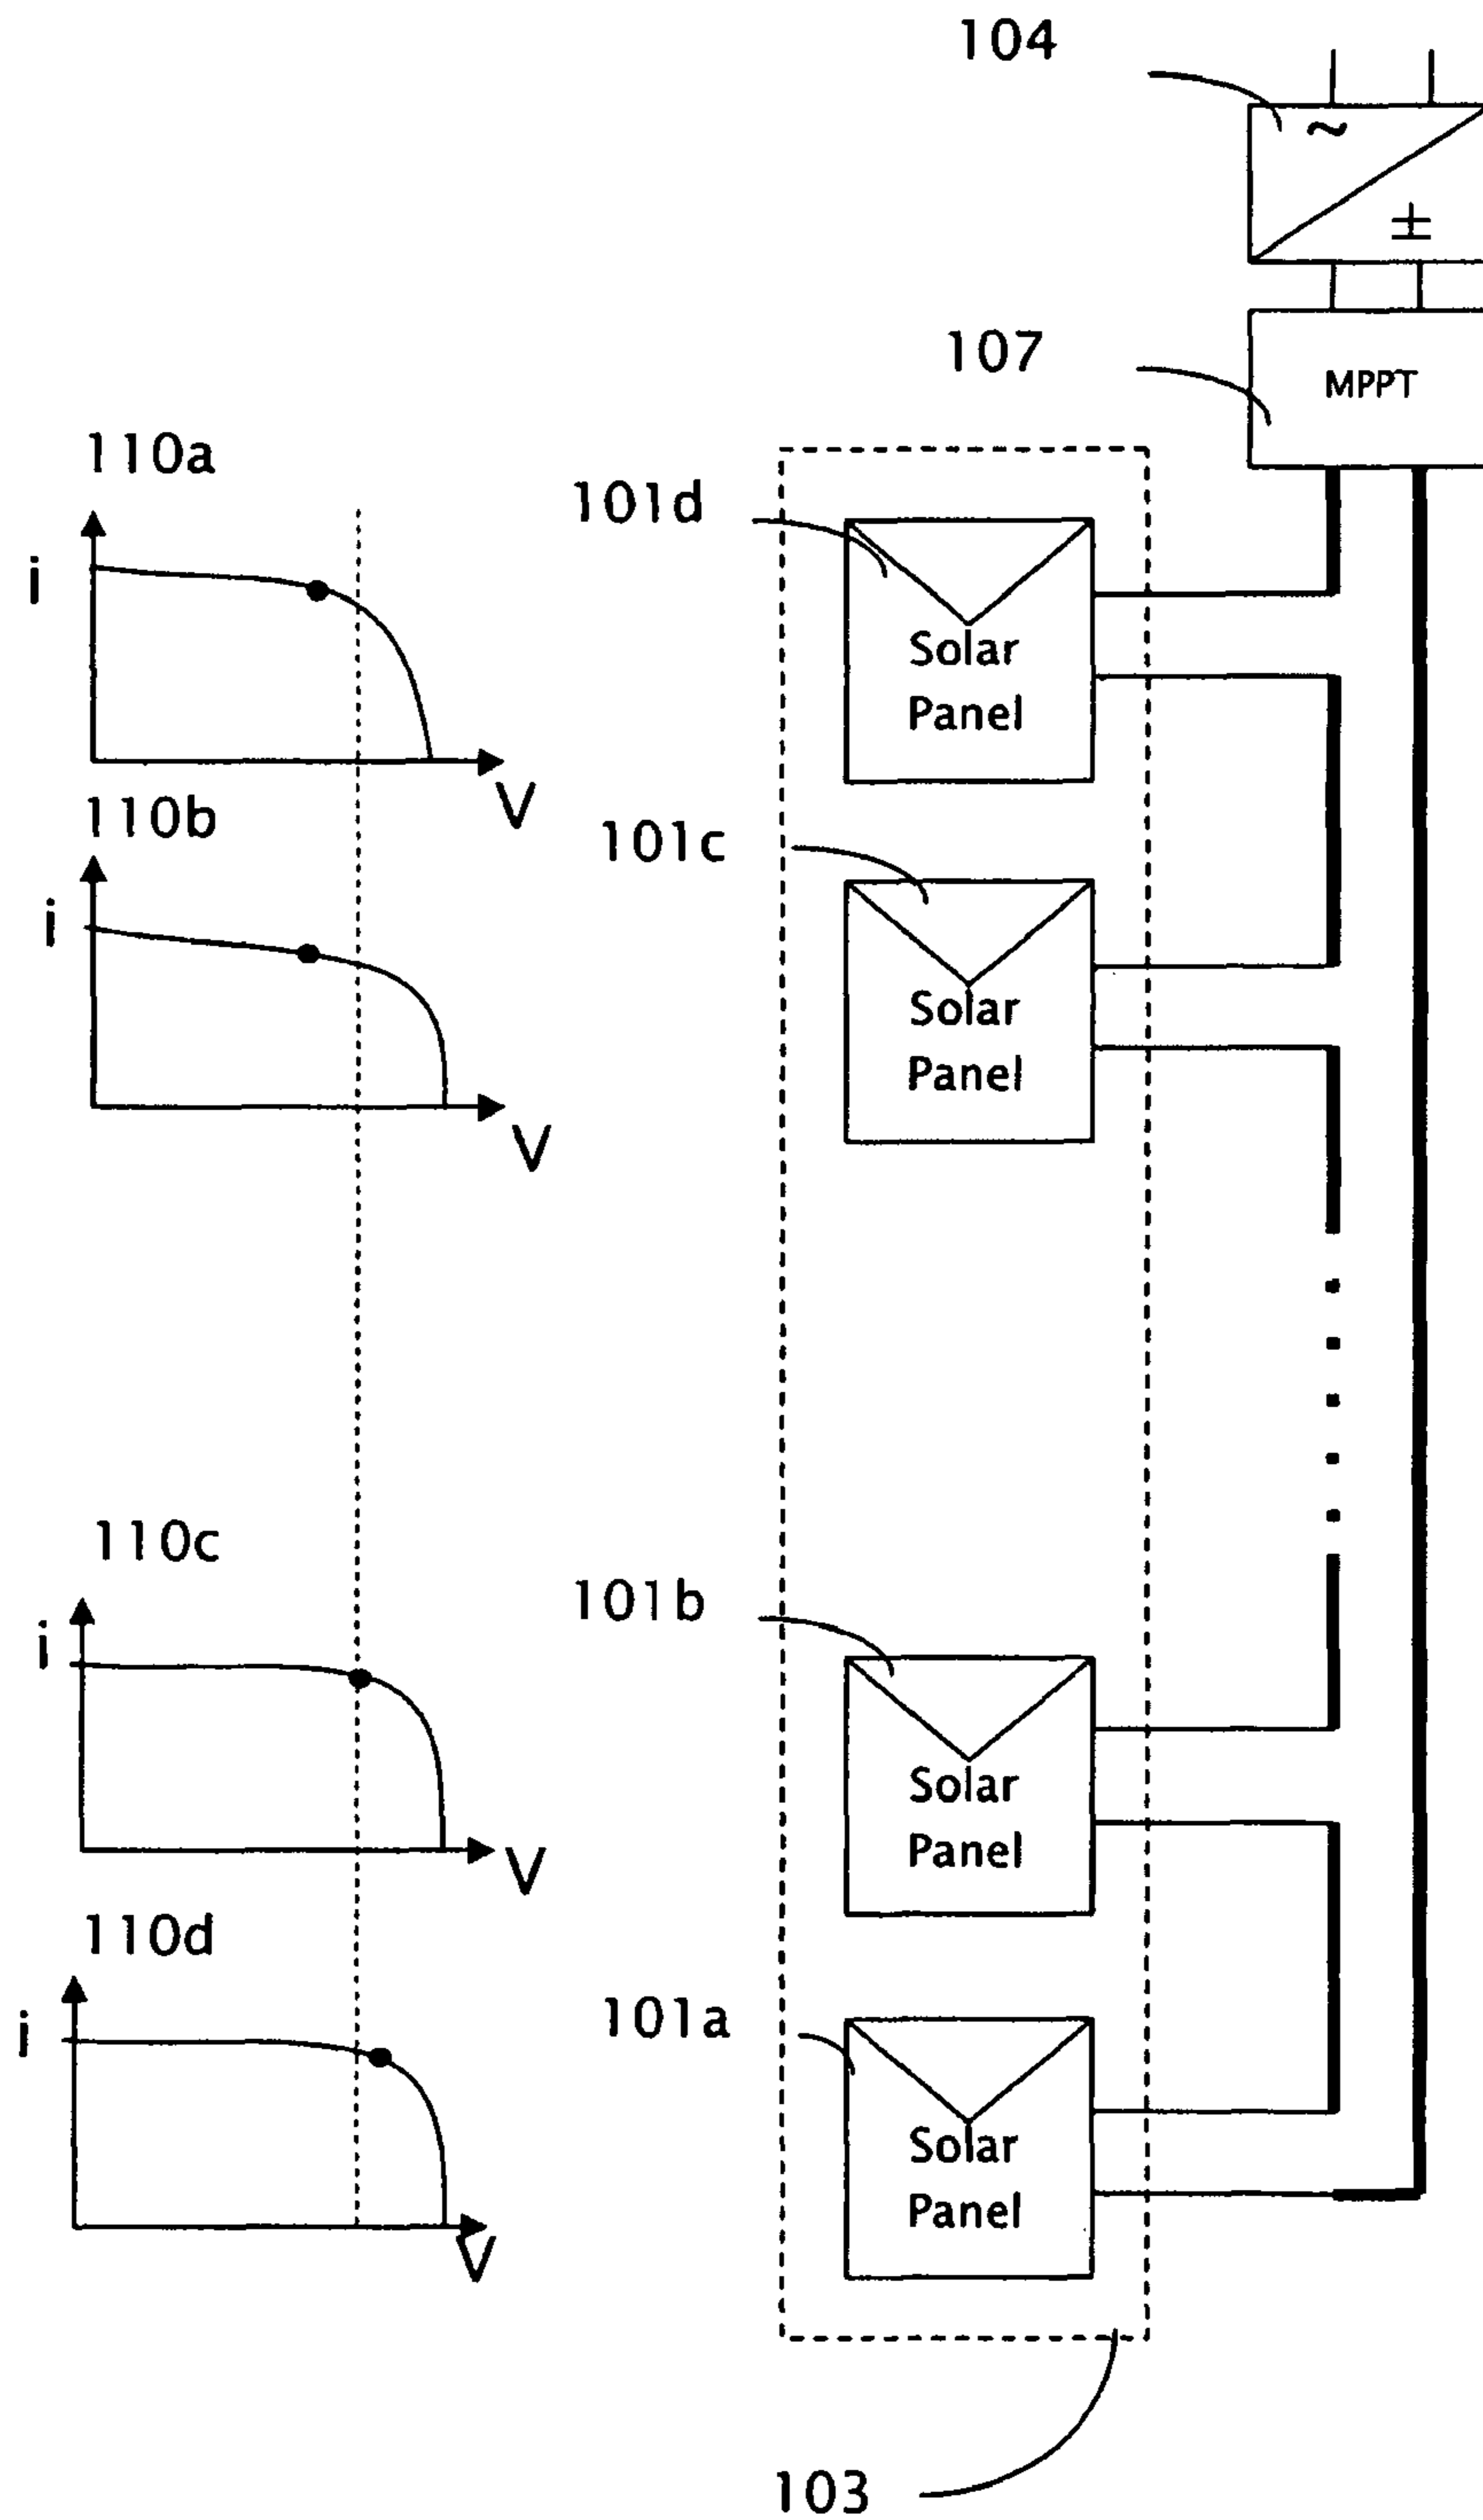 104
~
±
107
MPPT
110a
i
V
101d
Solar
Panel
110b
i
V
101c
Solar
Panel
110c
i
V
101b
Solar
Panel
110d
i
V
101a
Solar
Panel
103